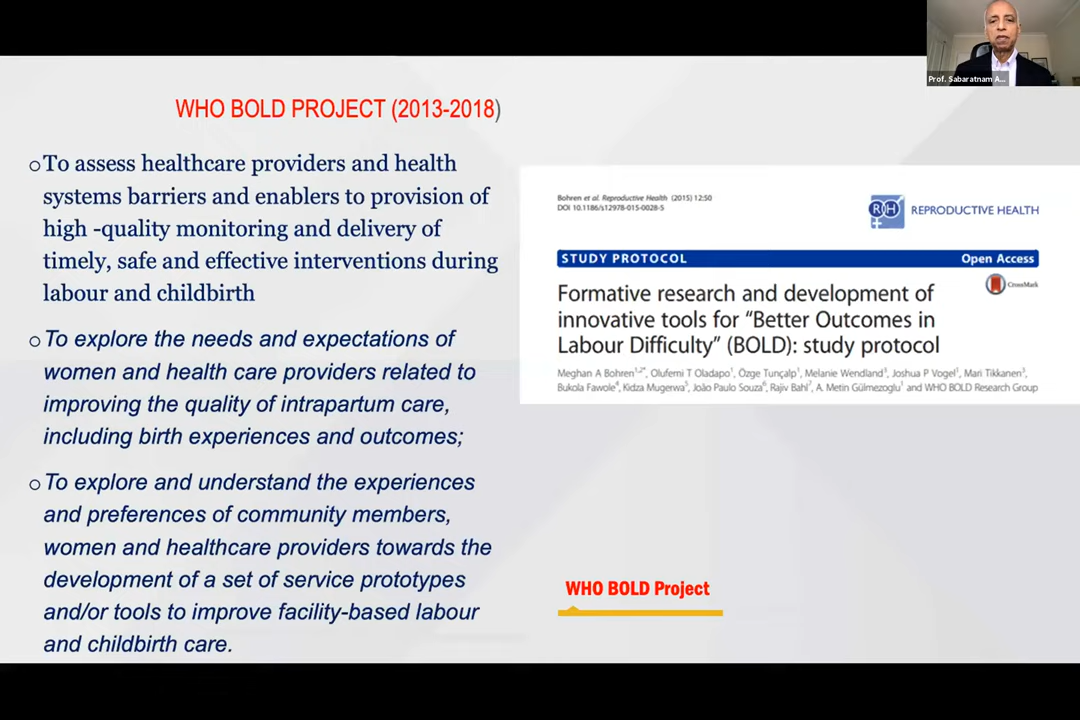 Prof. Sabaratnam A...
WHO BOLD PROJECT (2013-2018)
oTo assess healthcare providers and health
systems barriers and enablers to provision of
high -quality monitoring and delivery of
timely, safe and effective interventions during
labour and childbirth
oTo explore the needs and expectations of
women and health care providers related to
improving the quality of intrapartum care,
including birth experiences and outcomes;
oTo explore and understand the experiences
and preferences of community members,
women and healthcare providers towards the
development of a set of service prototypes
and/or tools to improve facility-based labour
and childbirth care.
Bohren et al. Reproductive Health (2015) 12:50
DOI 10.1186/s12978-015-0028-5
RH REPRODUCTIVE HEALTH
STUDY PROTOCOL Open Access
CrossMark
Formative research and development of
innovative tools for “Better Outcomes in
Labour Difficulty” (BOLD): study protocol
Meghan A Bohren1,2*, Olufemi T Oladapo1, Özge Tunçalp1, Melanie Wendland3, Joshua P Vogel1, Mari Tikkanen3,
Bukola Fawole4, Kidza Mugerwa5, João Paulo Souza6, Rajiv Bahl7, A. Metin Gülmezoglu1 and WHO BOLD Research Group
WHO BOLD Project